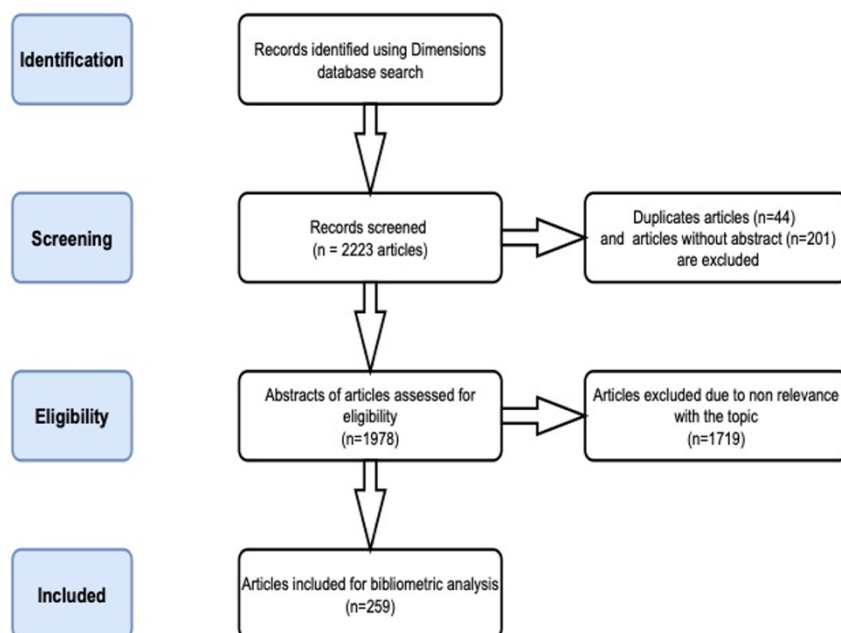 Identification
Records identified using Dimensions
database search
Screening
Records screened
(n = 2223 articles)
Duplicates articles (n=44)
and articles without abstract (n=201)
are excluded
Eligibility
Abstracts of articles assessed for
eligibility
(n=1978)
Articles excluded due to non relevance
with the topic
(n=1719)
Included
Articles included for bibliometric analysis
(n=259)